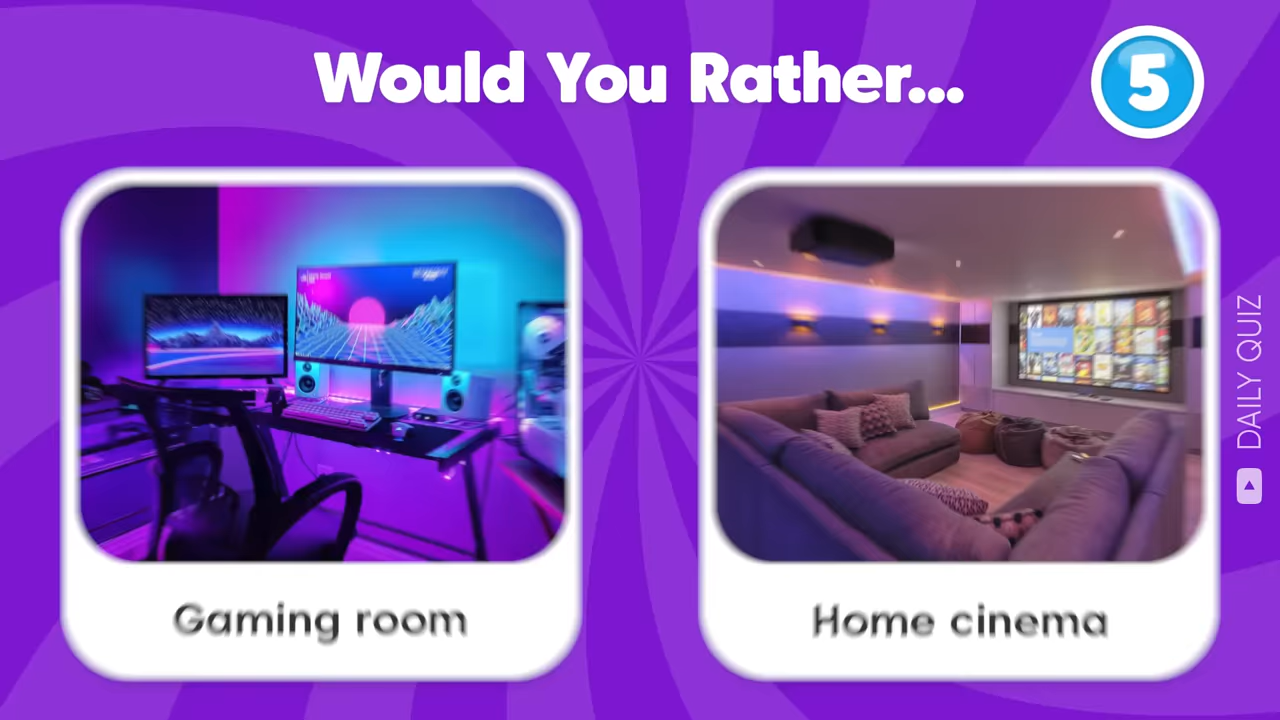 Would You Rather...
5
Gaming room
Home cinema
DAILY QUIZ